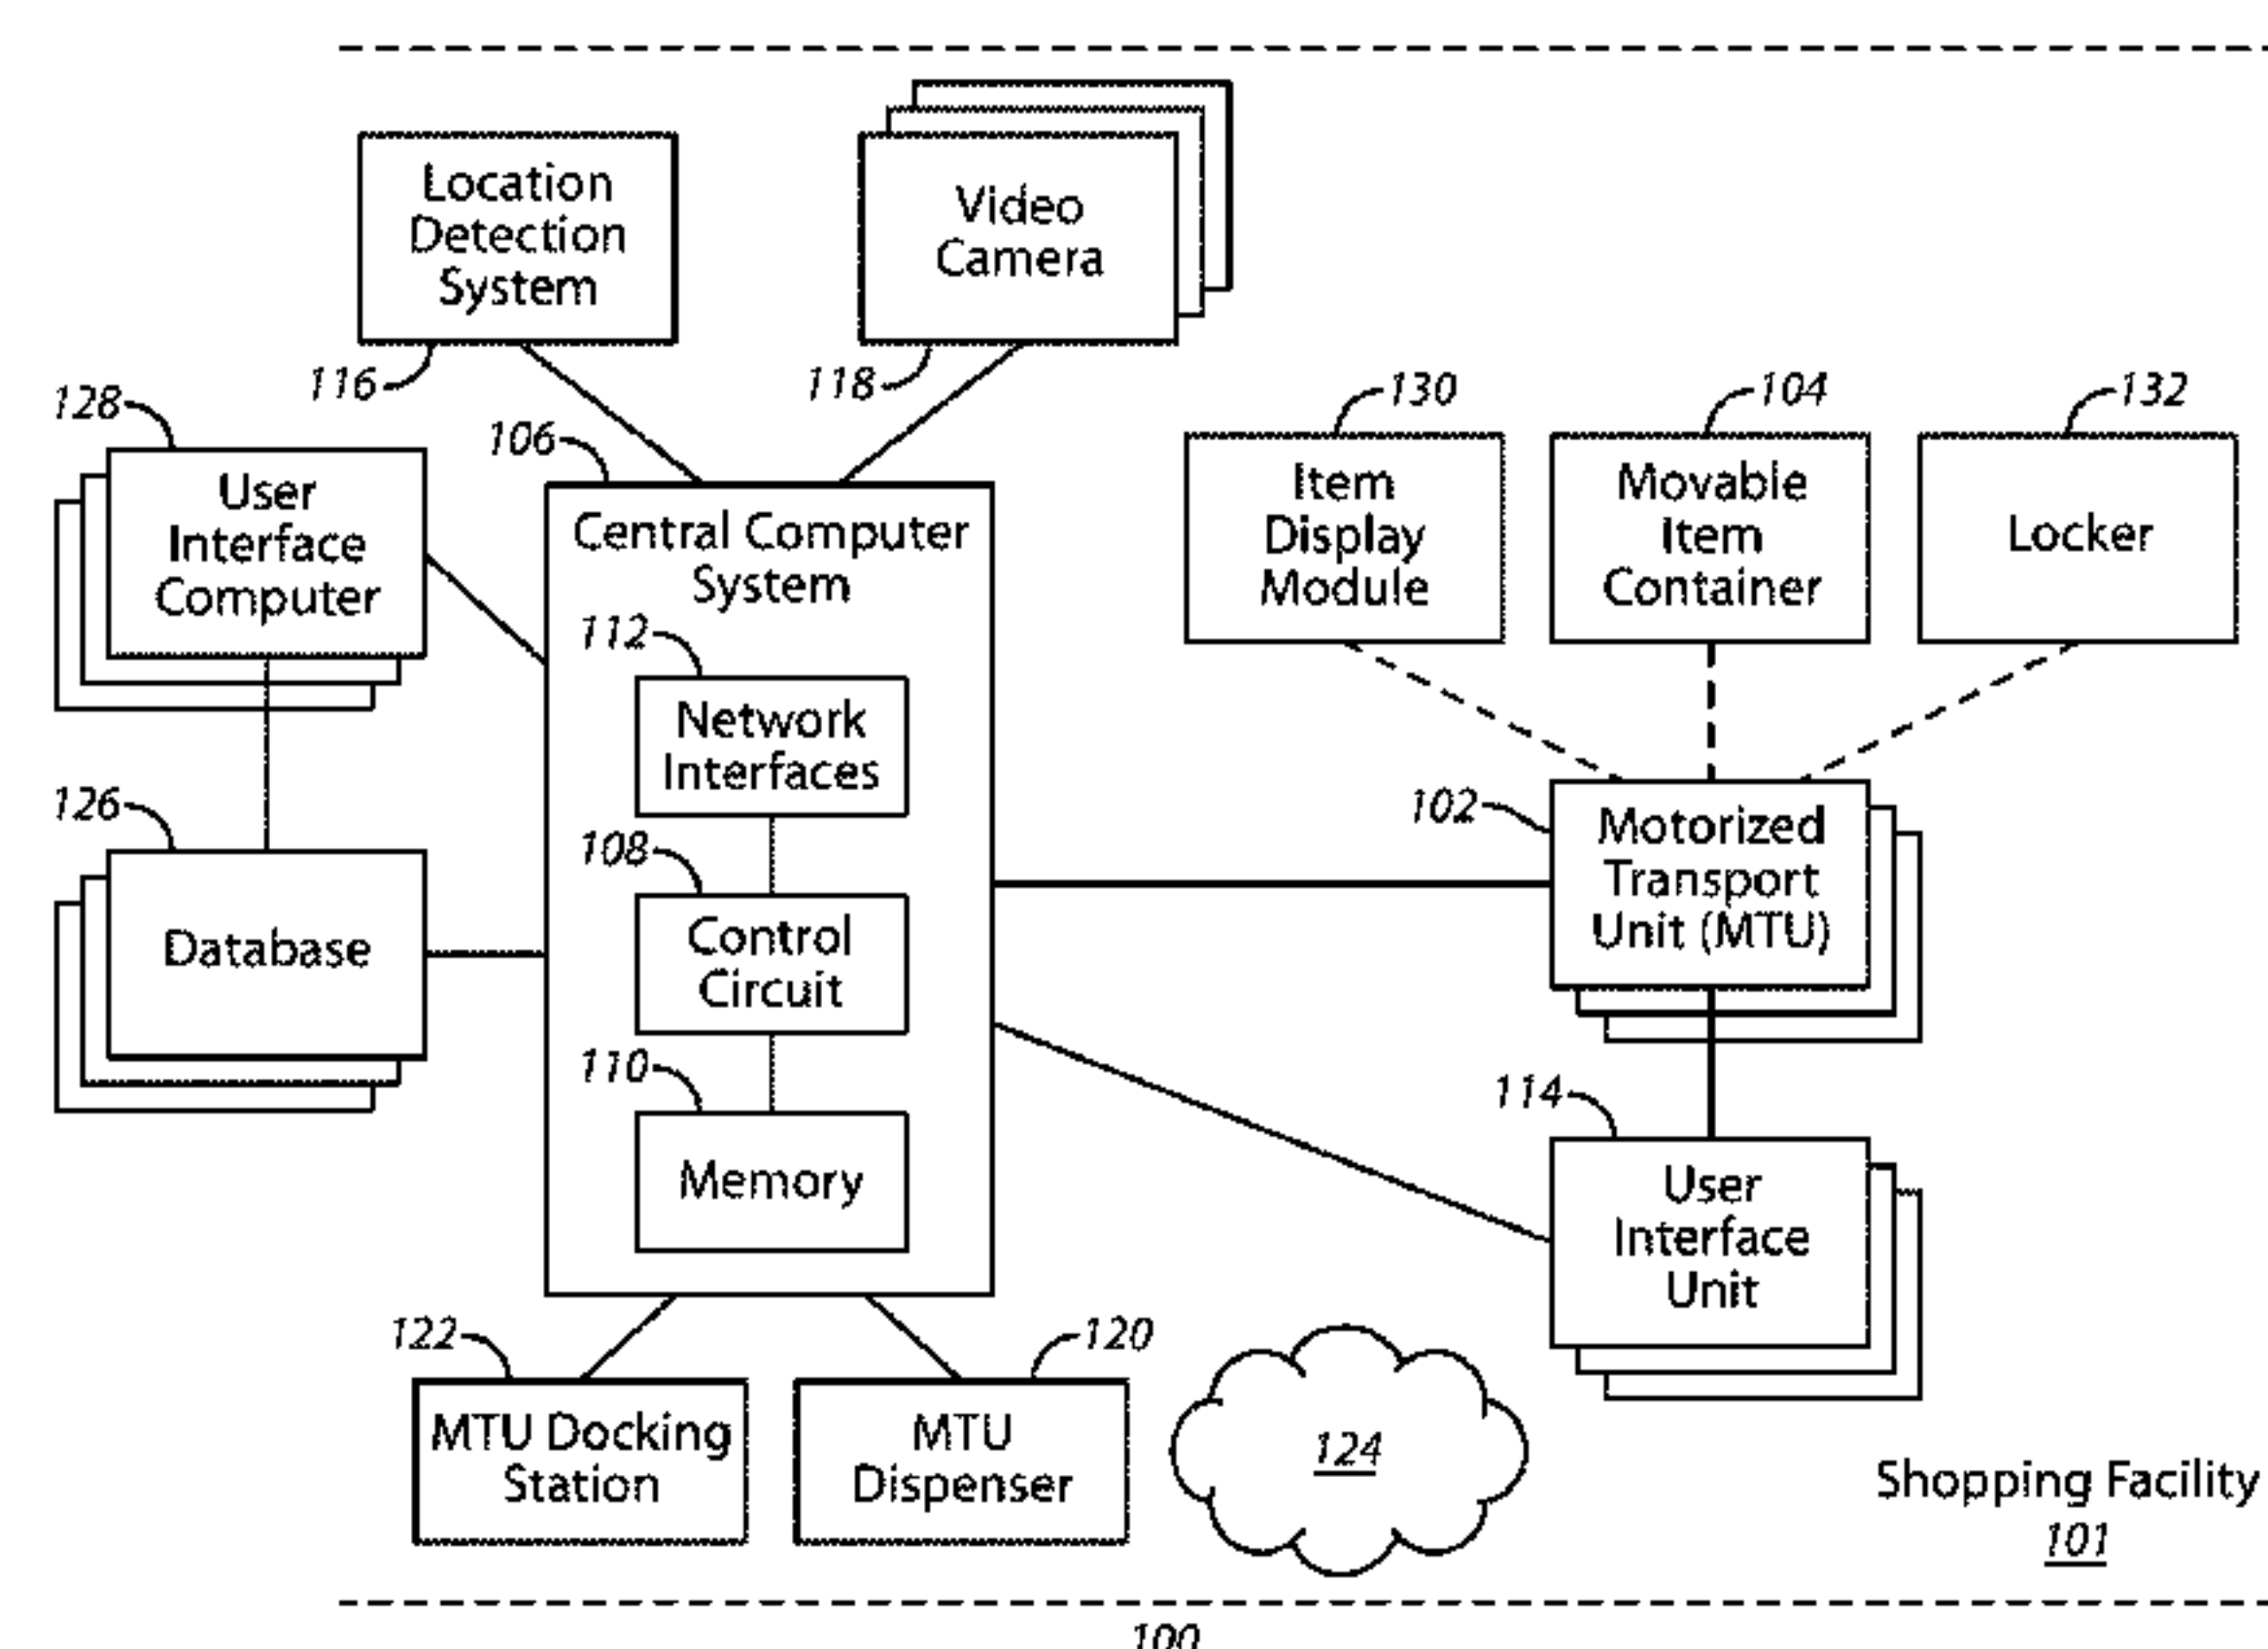 Location
Detection
System
116
Video
Camera
118
128
User
Interface
Computer
106
Central Computer
System
130
Item
Display
Module
104
Movable
Item
Container
132
Locker
112
Network
Interfaces
126
Database
108
Control
Circuit
102
Motorized
Transport
Unit (MTU)
110
Memory
114
User
Interface
Unit
122
MTU Docking
Station
120
MTU
Dispenser
124
Shopping Facility
101
100